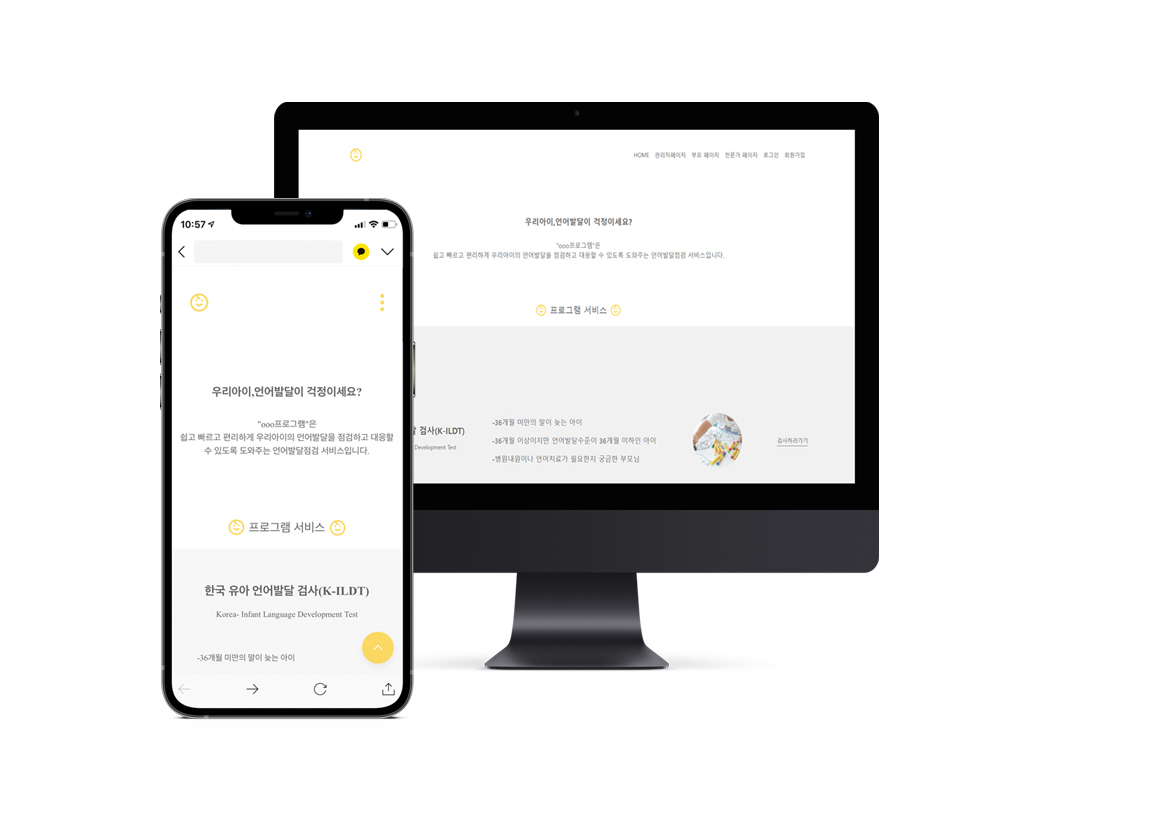 HOME 관리자페이지 부모 페이지 전문가 페이지 로그인 회원가입
우리아이,언어발달이 걱정이세요?
"ooo프로그램"은
쉽고 빠르고 편리하게 우리아이의 언어발달을 점검하고 대응할 수 있도록 도와주는 언어발달점검 서비스입니다.
프로그램 서비스
달 검사(K-ILDT)
Development Test
-36개월 미만의 말이 늦는 아이
-36개월 이상이지만 언어발달수준이 36개월 이하인 아이
-병원내원이나 언어치료가 필요한지 궁금한 부모님
검사하러가기
10:57
우리아이,언어발달이 걱정이세요?
"ooo프로그램"은
쉽고 빠르고 편리하게 우리아이의 언어발달을 점검하고 대응할
수 있도록 도와주는 언어발달점검 서비스입니다.
프로그램 서비스
한국 유아 언어발달 검사(K-ILDT)
Korea- Infant Language Development Test
-36개월 미만의 말이 늦는 아이